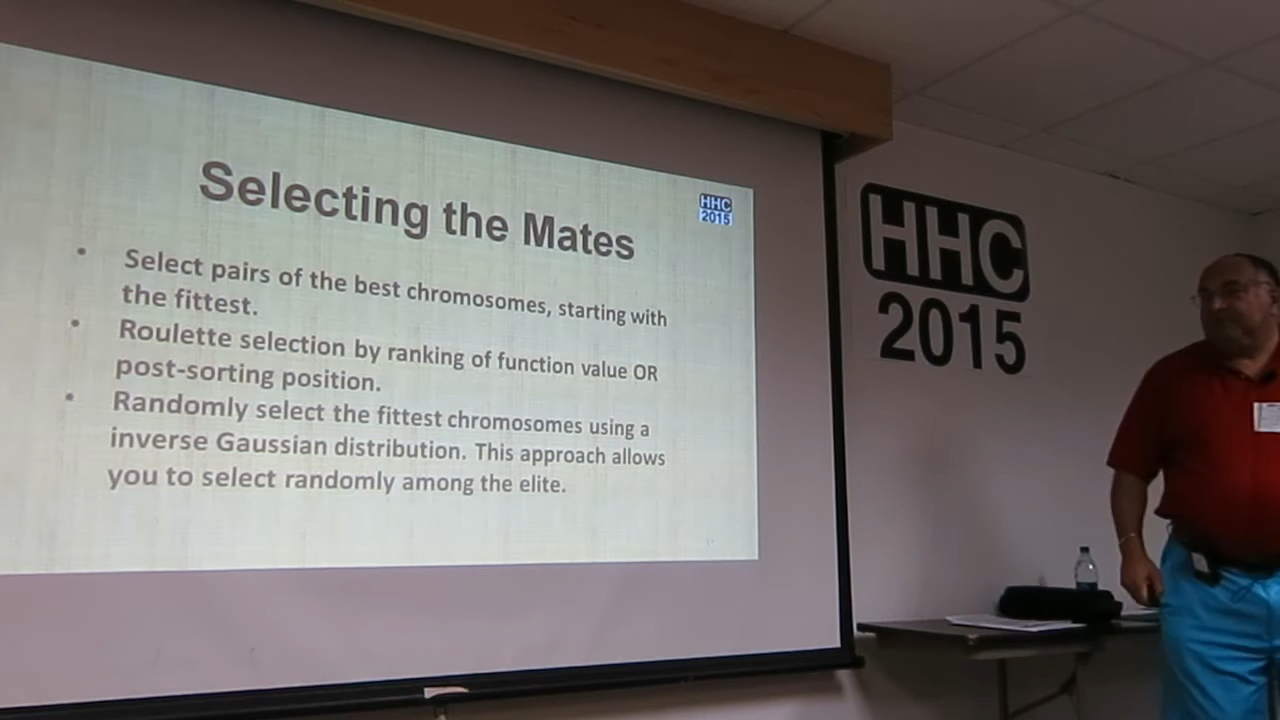 Selecting the Mates
HHC
2015
• Select pairs of the best chromosomes, starting with
the fittest.
• Roulette selection by ranking of function value OR
post-sorting position.
• Randomly select the fittest chromosomes using a
inverse Gaussian distribution. This approach allows
you to select randomly among the elite.
HHC
2015